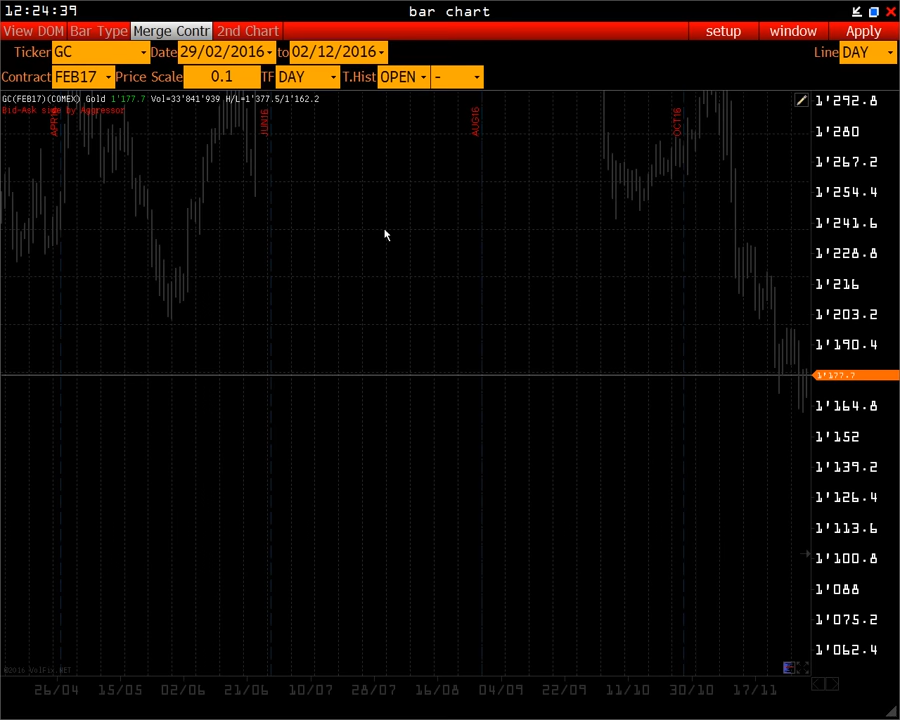 12:24:39 bar chart
View DOM Bar Type Merge Contr 2nd Chart setup window Apply
Ticker GC Date 29/02/2016 to 02/12/2016 Line DAY
Contract FEB17 Price Scale 0.1 TF DAY T.Hist OPEN -
GC(FEB17)(COMEX) Gold 1'177.7 Vol=33'841'939 H/L=1'377.5/1'162.2
Bid-Ask side by Aggressor
JUN16
AUG16
OCT16
1'292.8
1'280
1'267.2
1'254.4
1'241.6
1'228.8
1'216
1'203.2
1'190.4
1'177.7
1'164.8
1'152
1'139.2
1'126.4
1'113.6
1'100.8
1'088
1'075.2
1'062.4
©2016 VolFix.NET
26/04 15/05 02/06 21/06 10/07 28/07 16/08 04/09 22/09 11/10 30/10 17/11